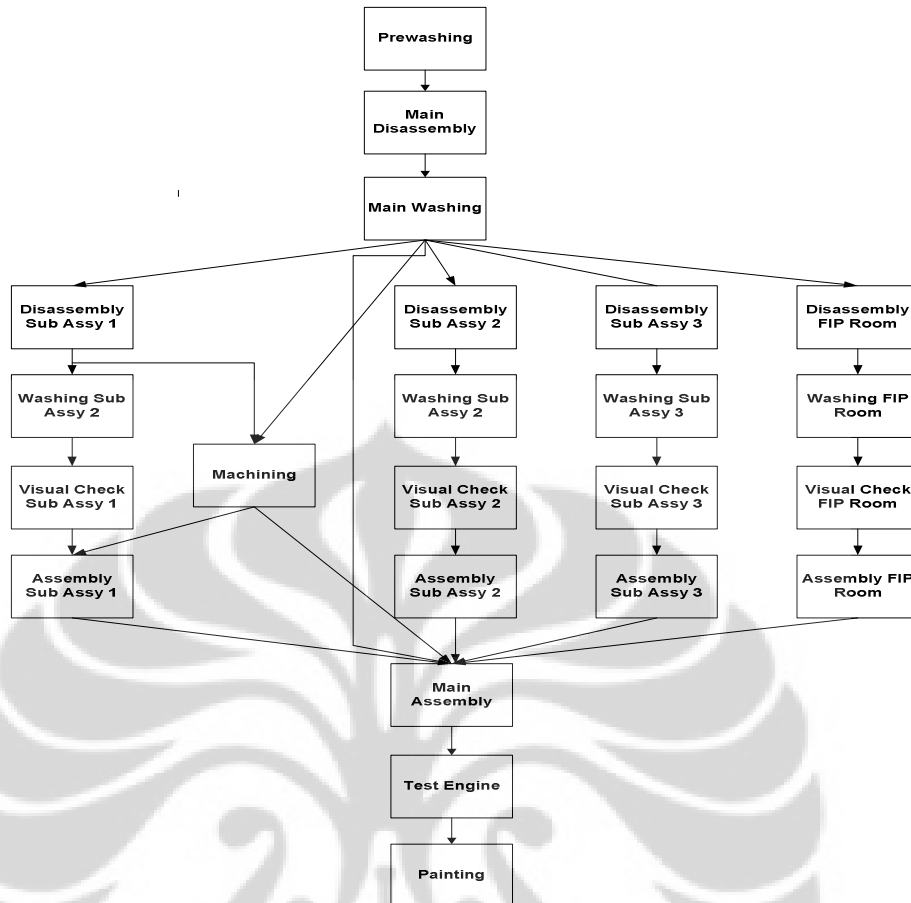 Prewashing
Main
Disassembly
Main Washing
Disassembly
Sub Assy 1
Disassembly
Sub Assy 2
Disassembly
Sub Assy 3
Disassembly
FIP Room
Washing Sub
Assy 2
Washing Sub
Assy 2
Washing Sub
Assy 3
Washing FIP
Room
Machining
Visual Check
Sub Assy 1
Visual Check
Sub Assy 2
Visual Check
Sub Assy 3
Visual Check
FIP Room
Assembly
Sub Assy 1
Assembly
Sub Assy 2
Assembly
Sub Assy 3
Assembly FIP
Room
Main
Assembly
Test Engine
Painting